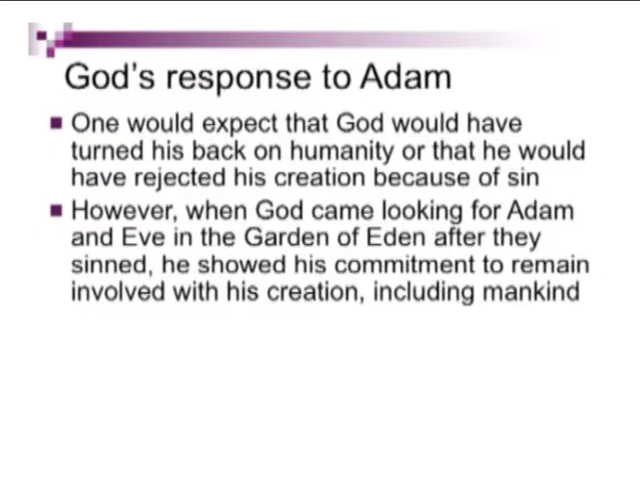 God's response to Adam
One would expect that God would have
turned his back on humanity or that he would
have rejected his creation because of sin
However, when God came looking for Adam
and Eve in the Garden of Eden after they
sinned, he showed his commitment to remain
involved with his creation, including mankind